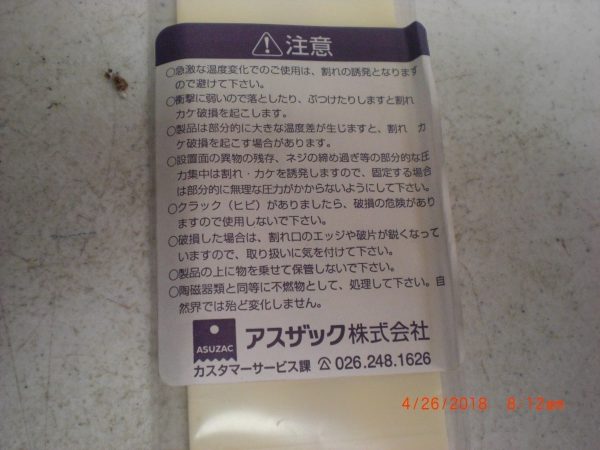 ⚠注意
○急激な温度変化でのご使用は、割れの誘発となります
ので避けて下さい。
○衝撃に弱いので落としたり、ぶつけたりしますと割れ
カケ破損を起こします。
○製品は部分的に大きな温度差が生じますと、割れ カ
ケ破損を起す場合があります。
○設置面の異物の残存、ネジの締め過ぎ等の部分的な圧
力集中は割れ・カケを誘発しますので、固定する場合
は部分的に無理な圧力がかからないようにして下さい。
○クラック（ヒビ）がありましたら、破損の危険があり
ますので使用しないで下さい。
○破損した場合は、割れ口のエッジや破片が鋭くなって
いますので、取り扱いに気を付けて下さい。
○製品の上に物を乗せて保管しないで下さい。
○陶磁器類と同等に不燃物として、処理して下さい。自
然界では殆ど変化しません。
ASUZAC
アスザック株式会社
カスタマーサービス課 026.248.1626
4/26/2018 8:12am